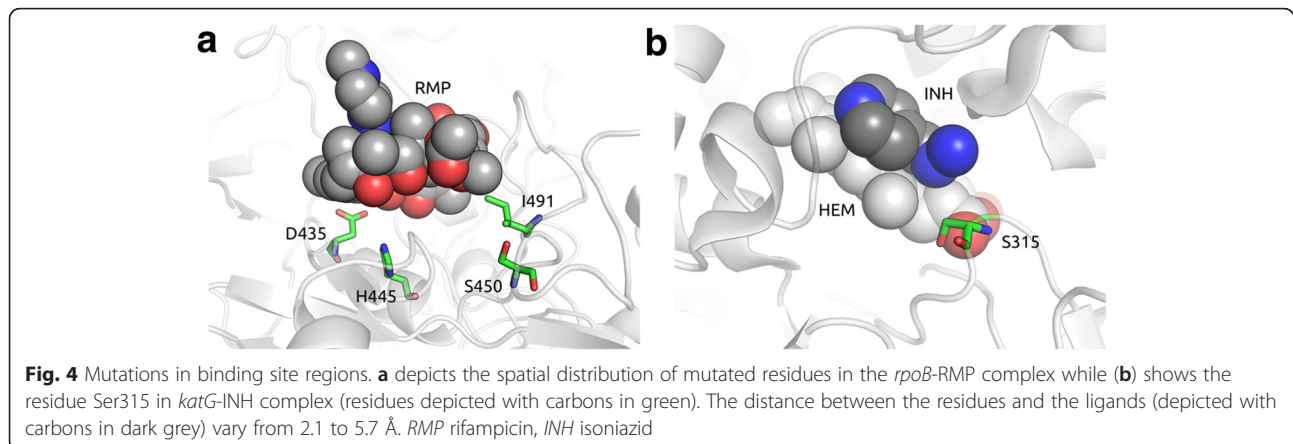 a
RMP
D435
H445
I491
S450
b
INH
HEM
S315
Fig. 4 Mutations in binding site regions. a depicts the spatial distribution of mutated residues in the rpoB-RMP complex while (b) shows the
residue Ser315 in katG-INH complex (residues depicted with carbons in green). The distance between the residues and the ligands (depicted with
carbons in dark grey) vary from 2.1 to 5.7 Å. RMP rifampicin, INH isoniazid